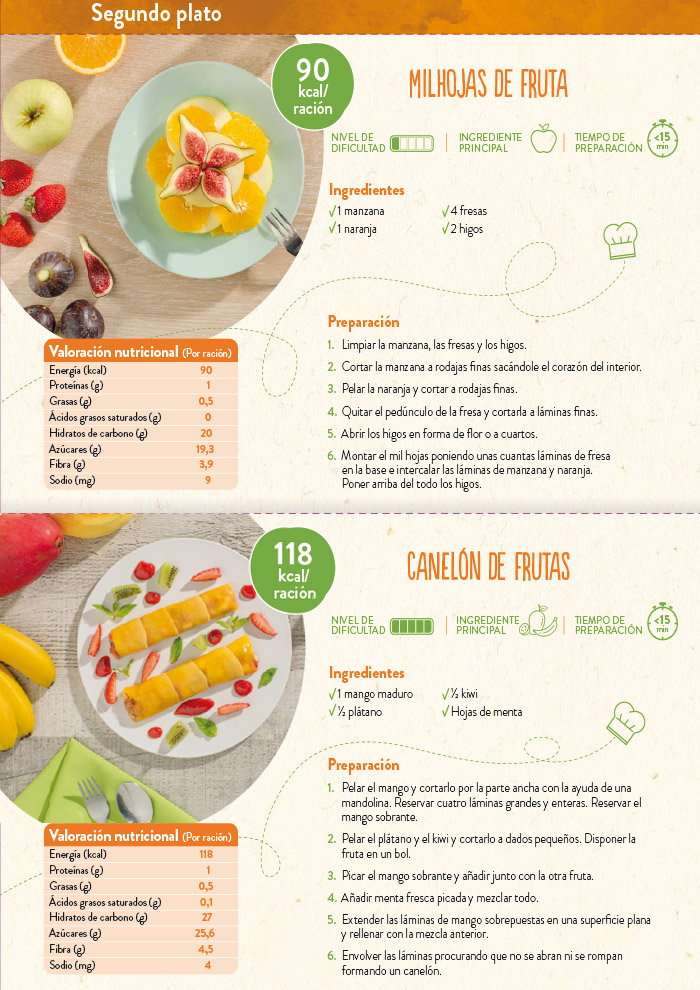 Segundo plato
90
kcal/
ración
MILHOJAS DE FRUTA
NIVEL DE
DIFICULTAD
INGREDIENTE
PRINCIPAL
TIEMPO DE
PREPARACIÓN
<15
min
Ingredientes
√1 manzana
√1 naranja
√4 fresas
√2 higos
Preparación
1. Limpiar la manzana, las fresas y los higos.
2. Cortar la manzana a rodajas finas sacándole el corazón del interior.
3. Pelar la naranja y cortar a rodajas finas.
4. Quitar el pedúnculo de la fresa y cortarla a láminas finas.
5. Abrir los higos en forma de flor o a cuartos.
6. Montar el mil hojas poniendo unas cuantas láminas de fresa
en la base e intercalar las láminas de manzana y naranja.
Poner arriba del todo los higos.
Valoración nutricional (Por ración)
Energía (kcal) 90
Proteínas (g) 1
Grasas (g) 0,5
Ácidos grasos saturados (g) 0
Hidratos de carbono (g) 20
Azúcares (g) 19,3
Fibra (g) 3,9
Sodio (mg) 9
118
kcal/
ración
CANELÓN DE FRUTAS
NIVEL DE
DIFICULTAD
INGREDIENTE
PRINCIPAL
TIEMPO DE
PREPARACIÓN
<15
min
Ingredientes
√1 mango maduro
√½ plátano
√½ kiwi
√Hojas de menta
Preparación
1. Pelar el mango y cortarlo por la parte ancha con la ayuda de una
mandolina. Reservar cuatro láminas grandes y enteras. Reservar el
mango sobrante.
2. Pelar el plátano y el kiwi y cortarlo a dados pequeños. Disponer la
fruta en un bol.
3. Picar el mango sobrante y añadir junto con la otra fruta.
4. Añadir menta fresca picada y mezclar todo.
5. Extender las láminas de mango sobrepuestas en una superficie plana
y rellenar con la mezcla anterior.
6. Envolver las láminas procurando que no se abran ni se rompan
formando un canelón.
Valoración nutricional (Por ración)
Energía (kcal) 118
Proteínas (g) 1
Grasas (g) 0,5
Ácidos grasos saturados (g) 0,1
Hidratos de carbono (g) 27
Azúcares (g) 25,6
Fibra (g) 4,5
Sodio (mg) 4